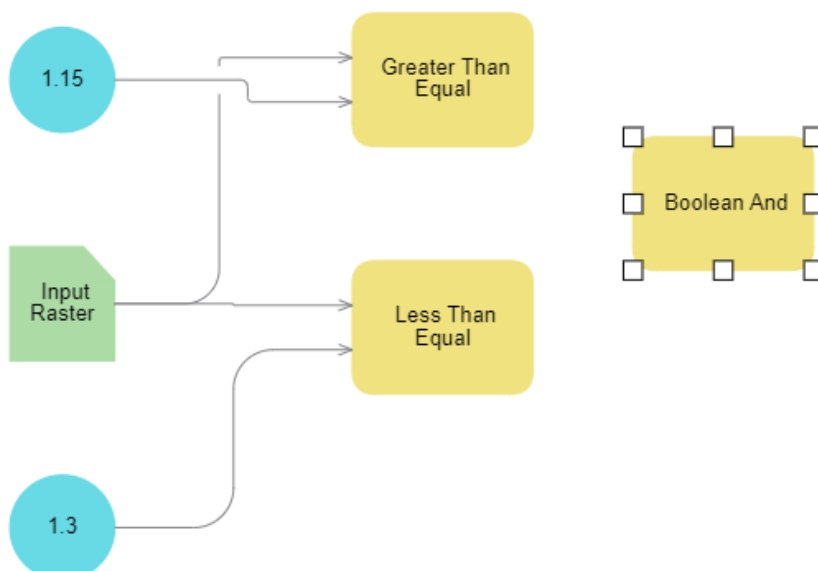 1.15
Greater Than
Equal
Boolean And
Input
Raster
Less Than
Equal
1.3